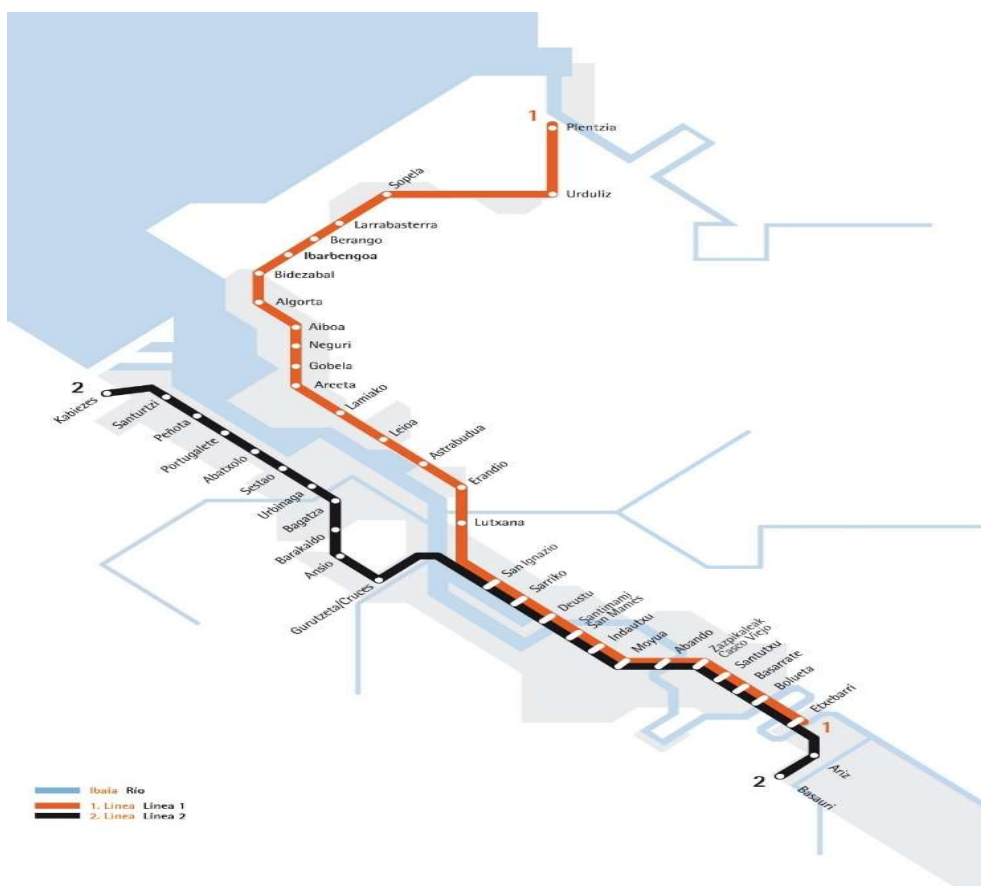 1
Plentzia
Urduliz
Sopela
Larrabasterra
Berango
Ibarbengoa
Bidezabal
Algorta
Aiboa
Neguri
Gobela
Areeta
Lamiako
Leioa
Astrabudua
Erandio
Lutxana
2
Kabiezes
Santurtzi
Peñota
Portugalete
Abatxolo
Sestao
Urbinaga
Bagatza
Barakaldo
Ansio
Gurutzeta/Cruces
San Ignazio
Sarriko
Deustu
Santimami
San Mamés
Indautxu
Moyua
Abando
Zazpikaleak
Casco Viejo
Santutxu
Basarrate
Bolueta
Etxebarri
1
Ariz
2
Basauri
Ibaia Río
1. Linea Línea 1
2. Linea Línea 2